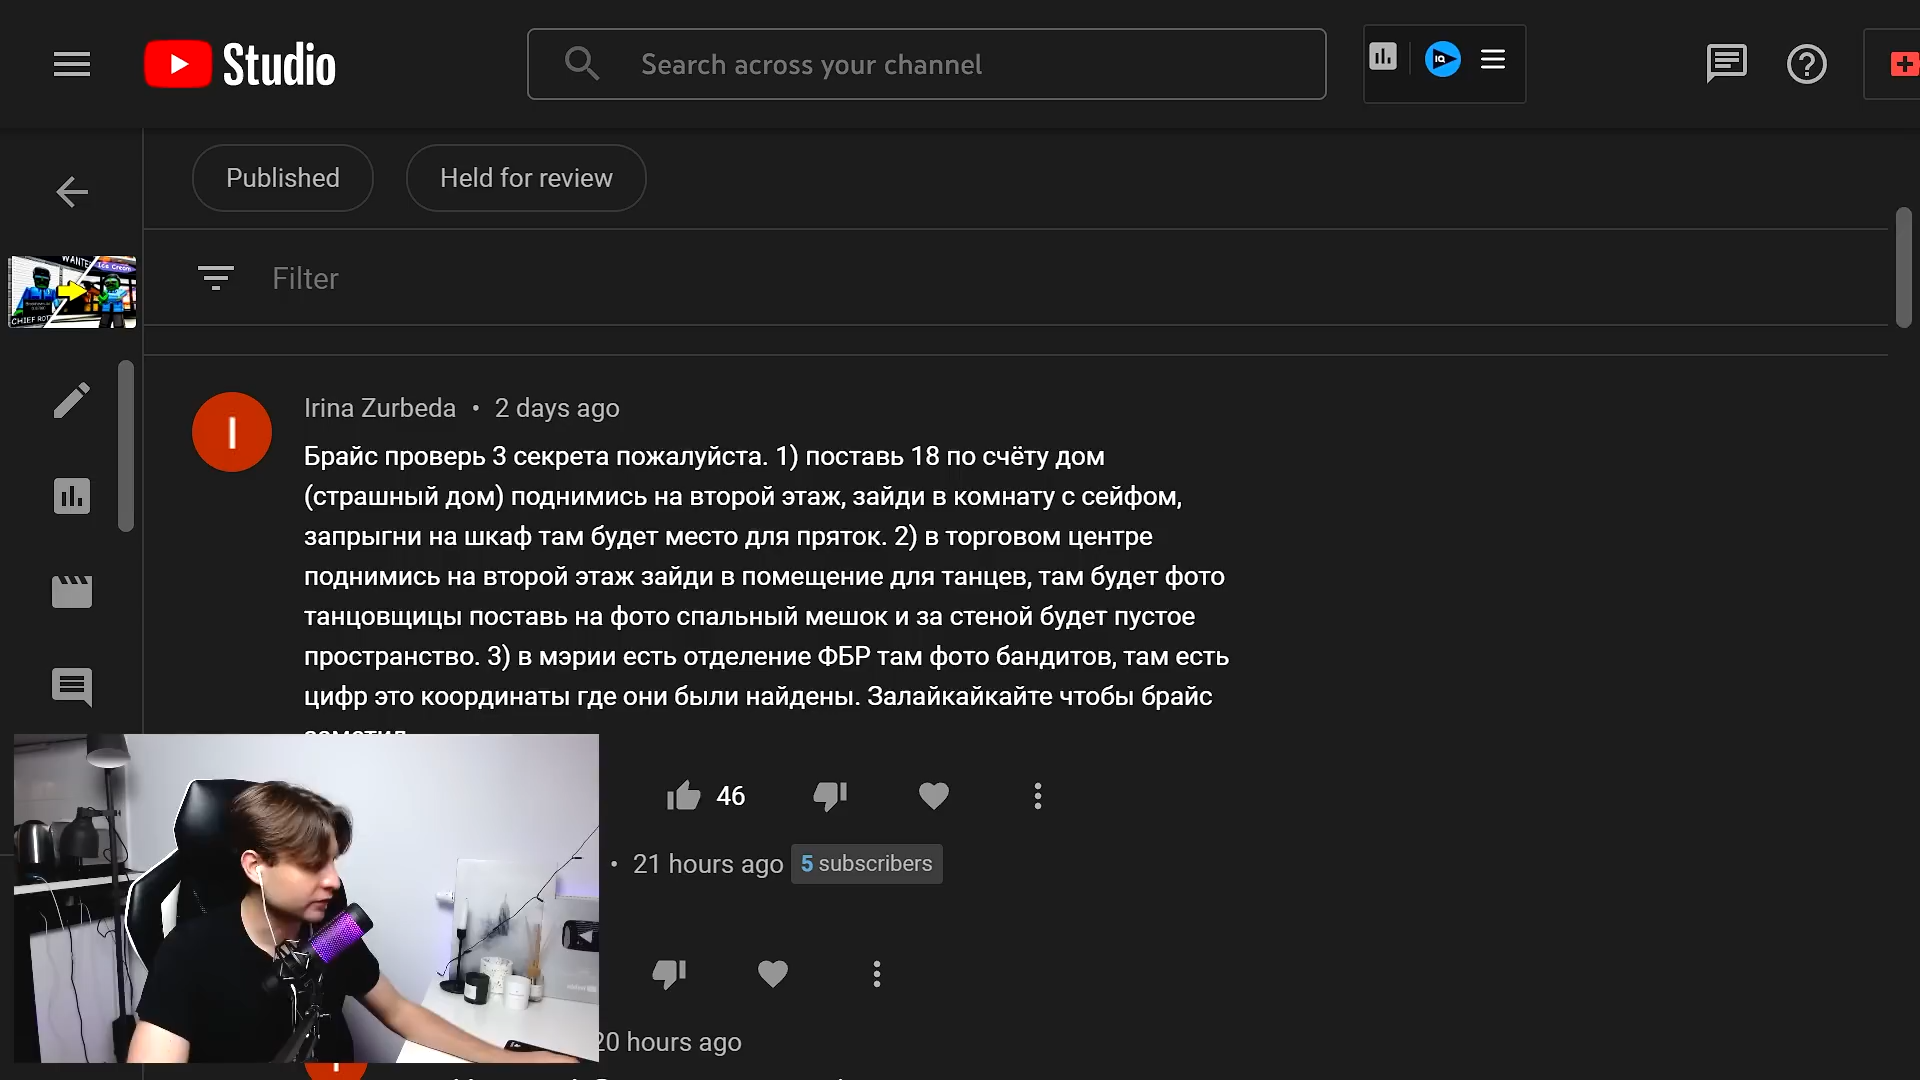 Studio
Search across your channel
Published
Held for review
Filter
WANTE
Ice Cream
Irina Zurbeda • 2 days ago
Брайс проверь 3 секрета пожалуйста. 1) поставь 18 по счёту дом
(страшный дом) поднимись на второй этаж, зайди в комнату с сейфом,
запрыгни на шкаф там будет место для пряток. 2) в торговом центре
поднимись на второй этаж зайди в помещение для танцев, там будет фото
танцовщицы поставь на фото спальный мешок и за стеной будет пустое
пространство. 3) в мэрии есть отделение ФБР там фото бандитов, там есть
цифр это координаты где они были найдены. Залайкайкайте чтобы брайс
46
• 21 hours ago 5 subscribers
20 hours ago